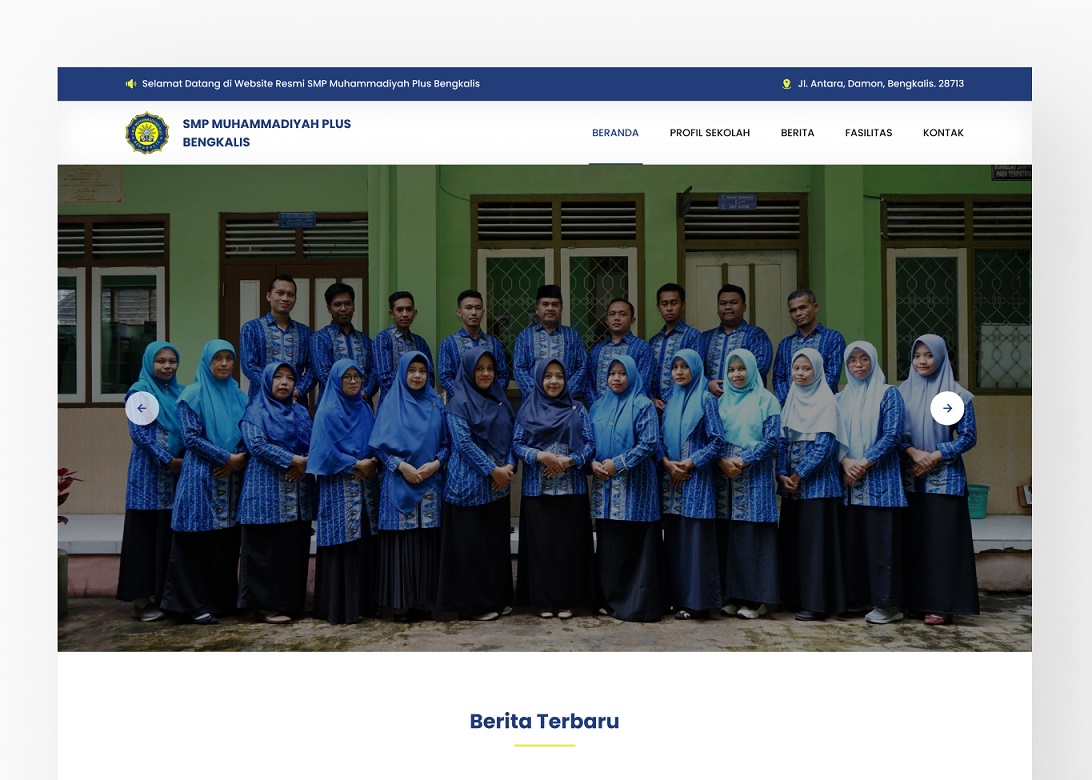 Selamat Datang di Website Resmi SMP Muhammadiyah Plus Bengkalis
Jl. Antara, Damon, Bengkalis. 28713
SMP MUHAMMADIYAH PLUS
BENGKALIS
BERANDA
PROFIL SEKOLAH
BERITA
FASILITAS
KONTAK
Berita Terbaru